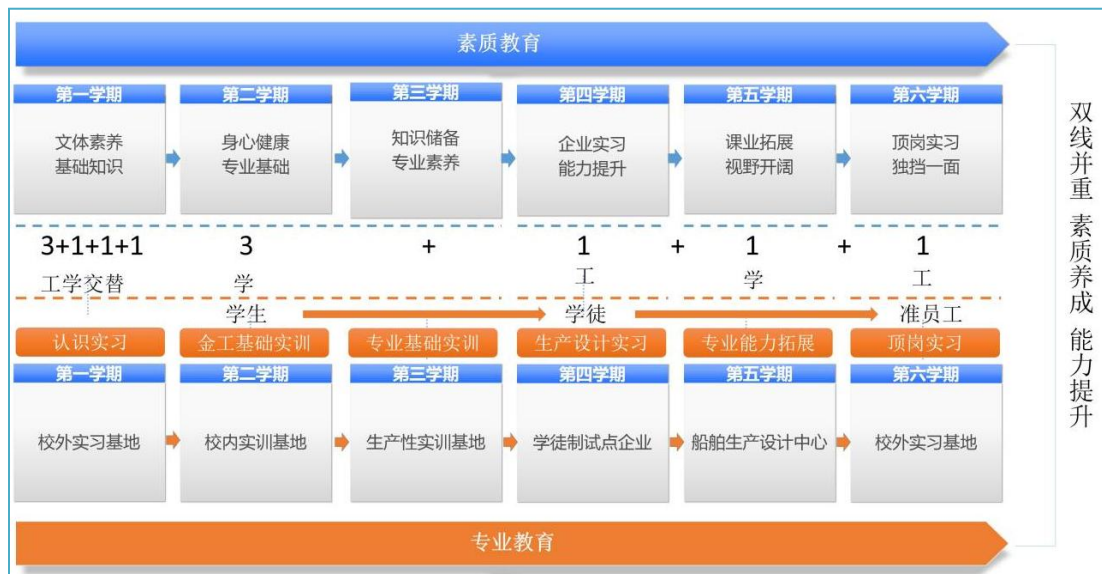 素质教育
第一学期
文体素养
基础知识
第二学期
身心健康
专业基础
第三学期
知识储备
专业素养
第四学期
企业实习
能力提升
第五学期
课业拓展
视野开阔
第六学期
顶岗实习
独挡一面
3+1+1+1 3 + 1 + 1 + 1
工学交替 学 工 学 工
学生 学徒 准员工
认识实习 金工基础实训 专业基础实训 生产设计实习 专业能力拓展 顶岗实习
第一学期
校外实习基地
第二学期
校内实训基地
第三学期
生产性实训基地
第四学期
学徒制试点企业
第五学期
船舶生产设计中心
第六学期
校外实习基地
专业教育
双线并重 素质养成 能力提升